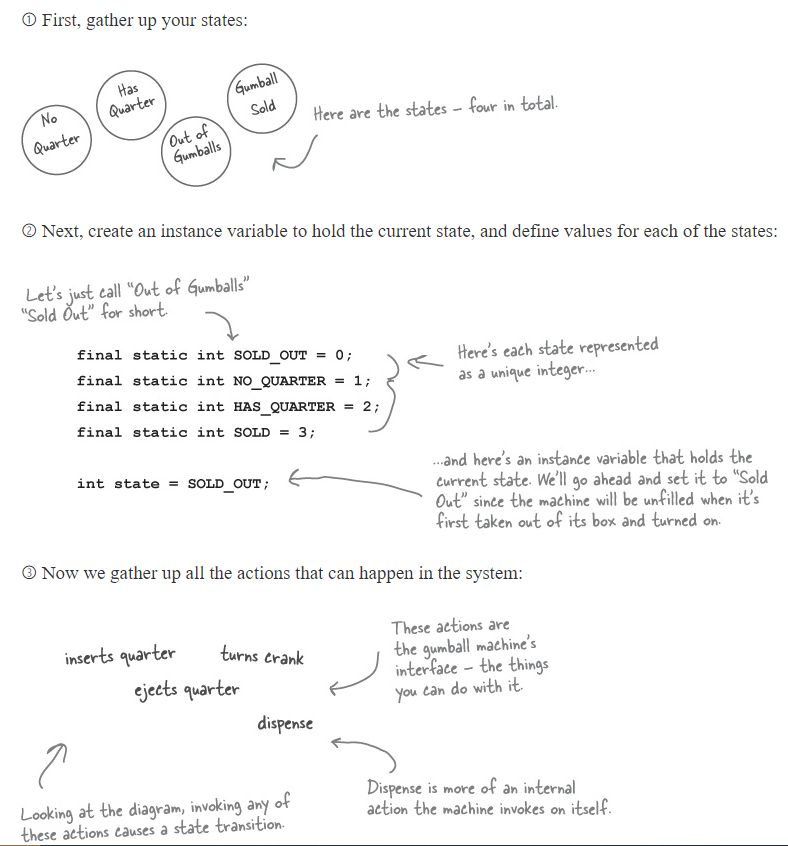 ① First, gather up your states:
No
Quarter
Has
Quarter
Out of
Gumballs
Gumball
Sold
Here are the states – four in total.
② Next, create an instance variable to hold the current state, and define values for each of the states:
Let's just call "Out of Gumballs"
"Sold Out" for short.
final static int SOLD_OUT = 0;
final static int NO_QUARTER = 1;
final static int HAS_QUARTER = 2;
final static int SOLD = 3;
Here's each state represented
as a unique integer...
int state = SOLD_OUT;
...and here's an instance variable that holds the
current state. We'll go ahead and set it to "Sold
Out" since the machine will be unfilled when it's
first taken out of its box and turned on.
③ Now we gather up all the actions that can happen in the system:
inserts quarter
turns crank
ejects quarter
dispense
These actions are
the gumball machine's
interface – the things
you can do with it.
Looking at the diagram, invoking any of
these actions causes a state transition.
Dispense is more of an internal
action the machine invokes on itself.